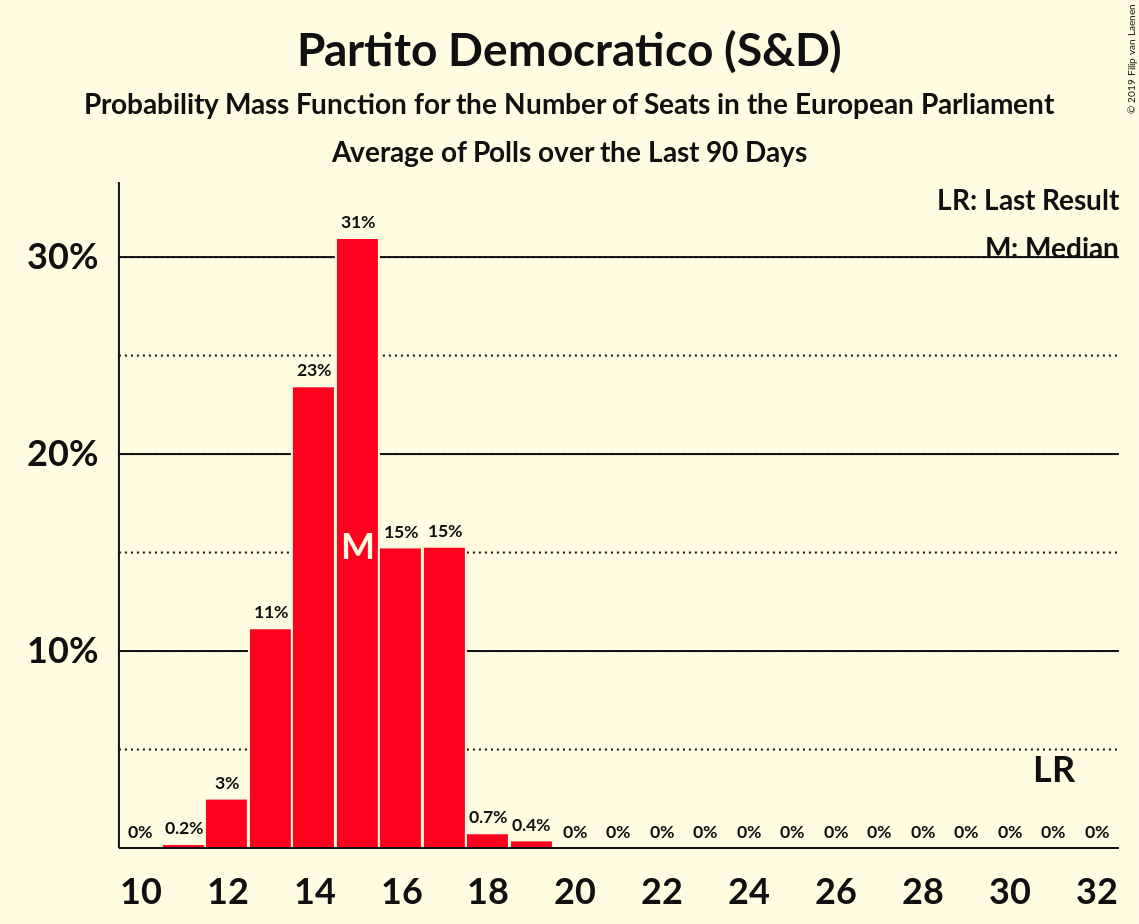 Partito Democratico (S&D)
Probability Mass Function for the Number of Seats in the European Parliament
Average of Polls over the Last 90 Days
© 2019 Filip van Laenen
LR: Last Result
M: Median
30%
20%
10%
0%
0.2%
3%
11%
23%
31%
15%
15%
0.7%
0.4%
0%
0%
0%
0%
0%
0%
0%
0%
0%
0%
0%
0%
0%
M
LR
10 12 14 16 18 20 22 24 26 28 30 32